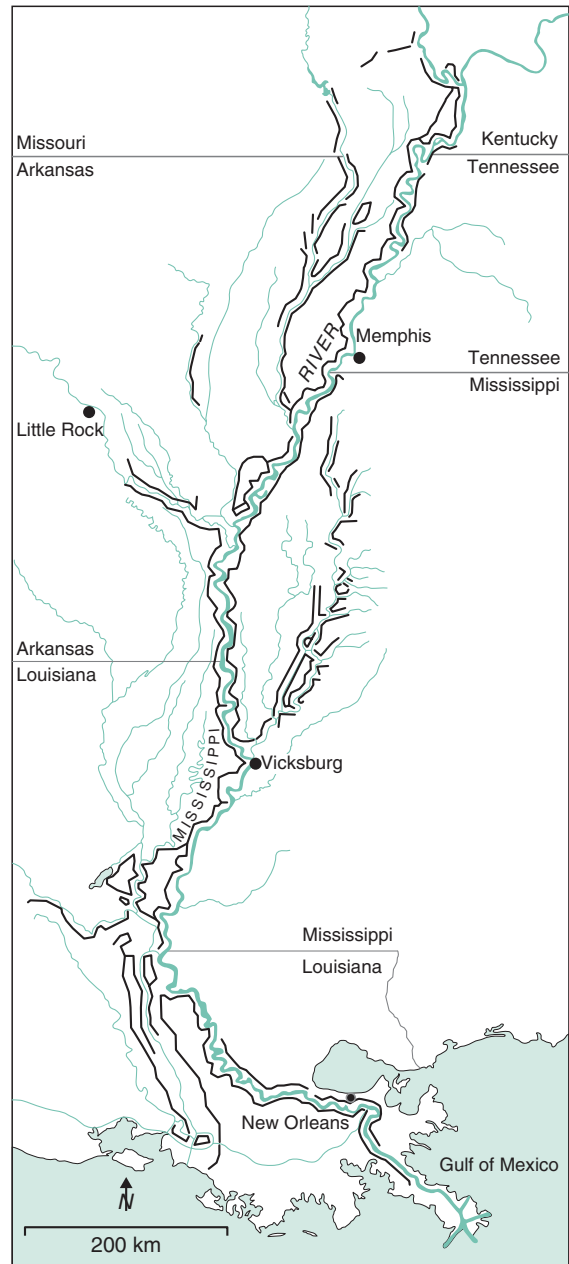 Missouri
Kentucky
Arkansas
Tennessee
RIVER
Memphis
Tennessee
Mississippi
Little Rock
Arkansas
Louisiana
MISSISSIPPI
Vicksburg
Mississippi
Louisiana
New Orleans
Gulf of Mexico
N
200 km